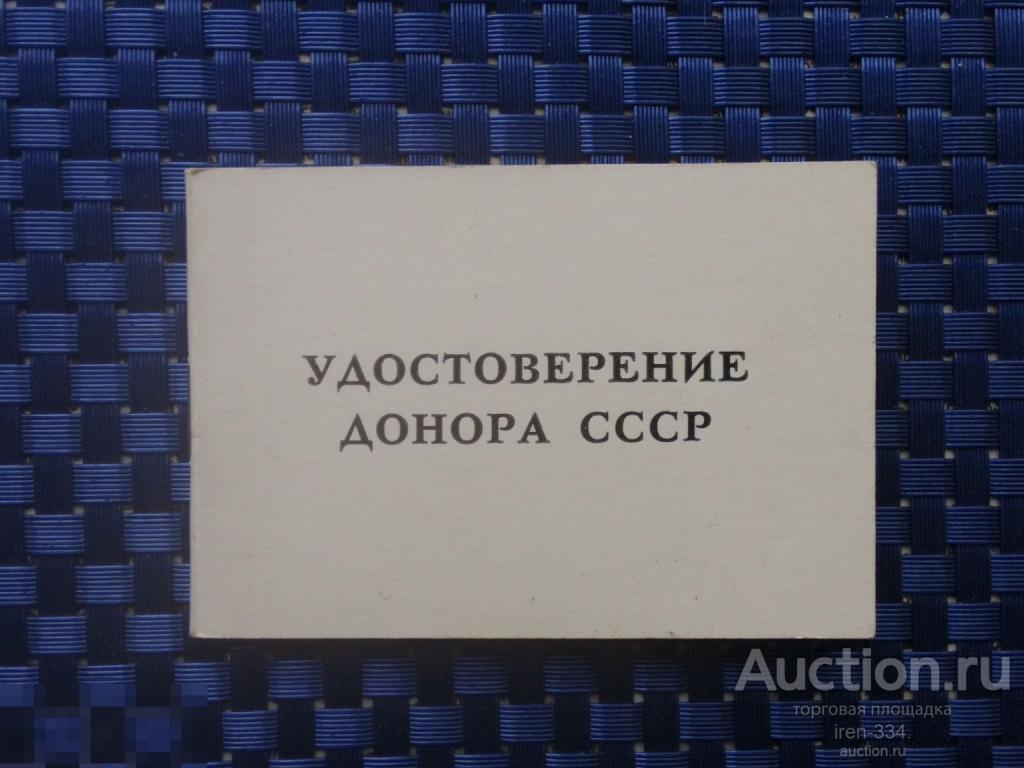 УДОСТОВЕРЕНИЕ
ДОНОРА СССР
Auction.ru
торговая площадка
iren-334.
auction.ru